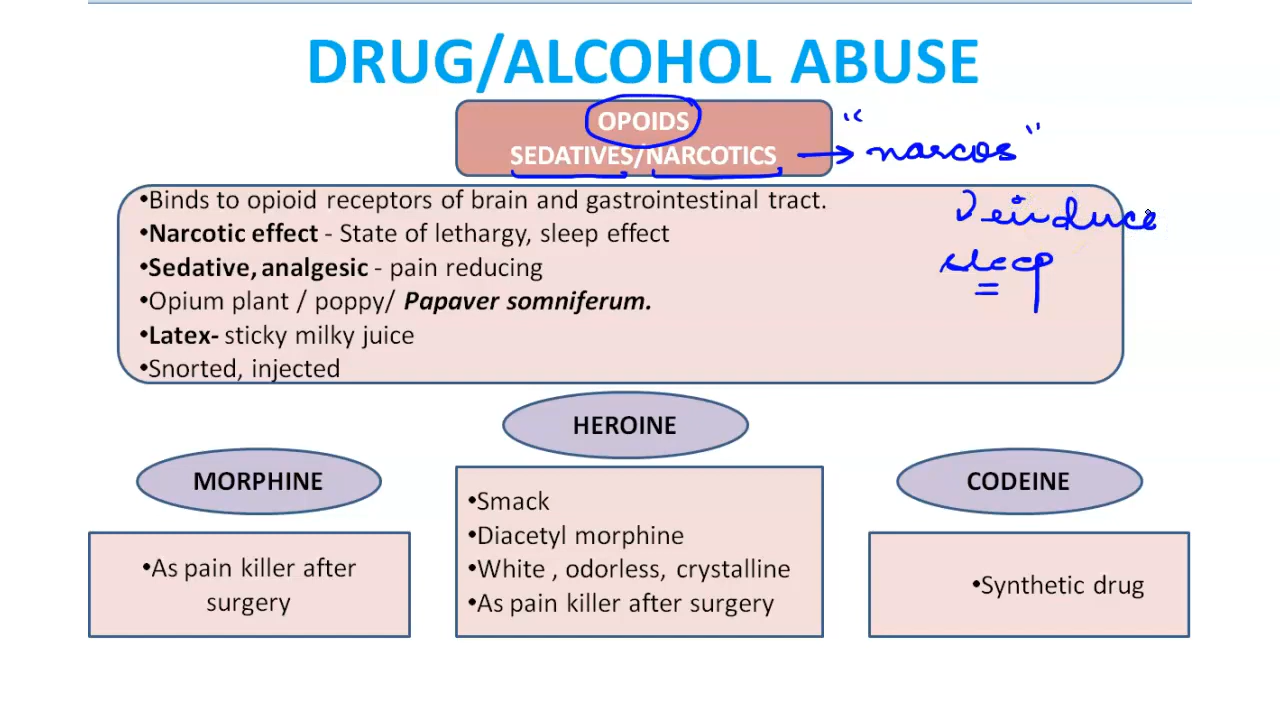 DRUG/ALCOHOL ABUSE
OPOIDS
SEDATIVES/NARCOTICS
"narcos"
induce
sleep
•Binds to opioid receptors of brain and gastrointestinal tract.
•Narcotic effect - State of lethargy, sleep effect
•Sedative, analgesic - pain reducing
•Opium plant / poppy/ Papaver somniferum.
•Latex- sticky milky juice
•Snorted, injected
HEROINE
MORPHINE
CODEINE
•Smack
•Diacetyl morphine
•White , odorless, crystalline
•As pain killer after surgery
•As pain killer after
surgery
•Synthetic drug